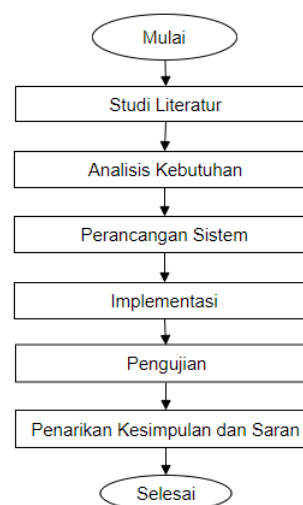 Mulai
Studi Literatur
Analisis Kebutuhan
Perancangan Sistem
Implementasi
Pengujian
Penarikan Kesimpulan dan Saran
Selesai